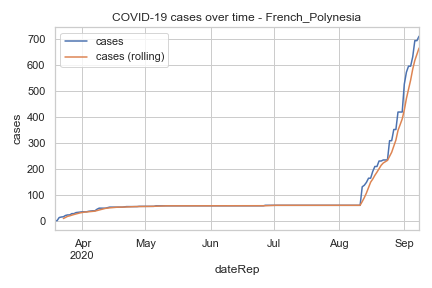 COVID-19 cases over time - French_Polynesia
cases
cases (rolling)
700
600
500
400
300
200
100
0
cases
Apr
2020
May
Jun
Jul
Aug
Sep
dateRep